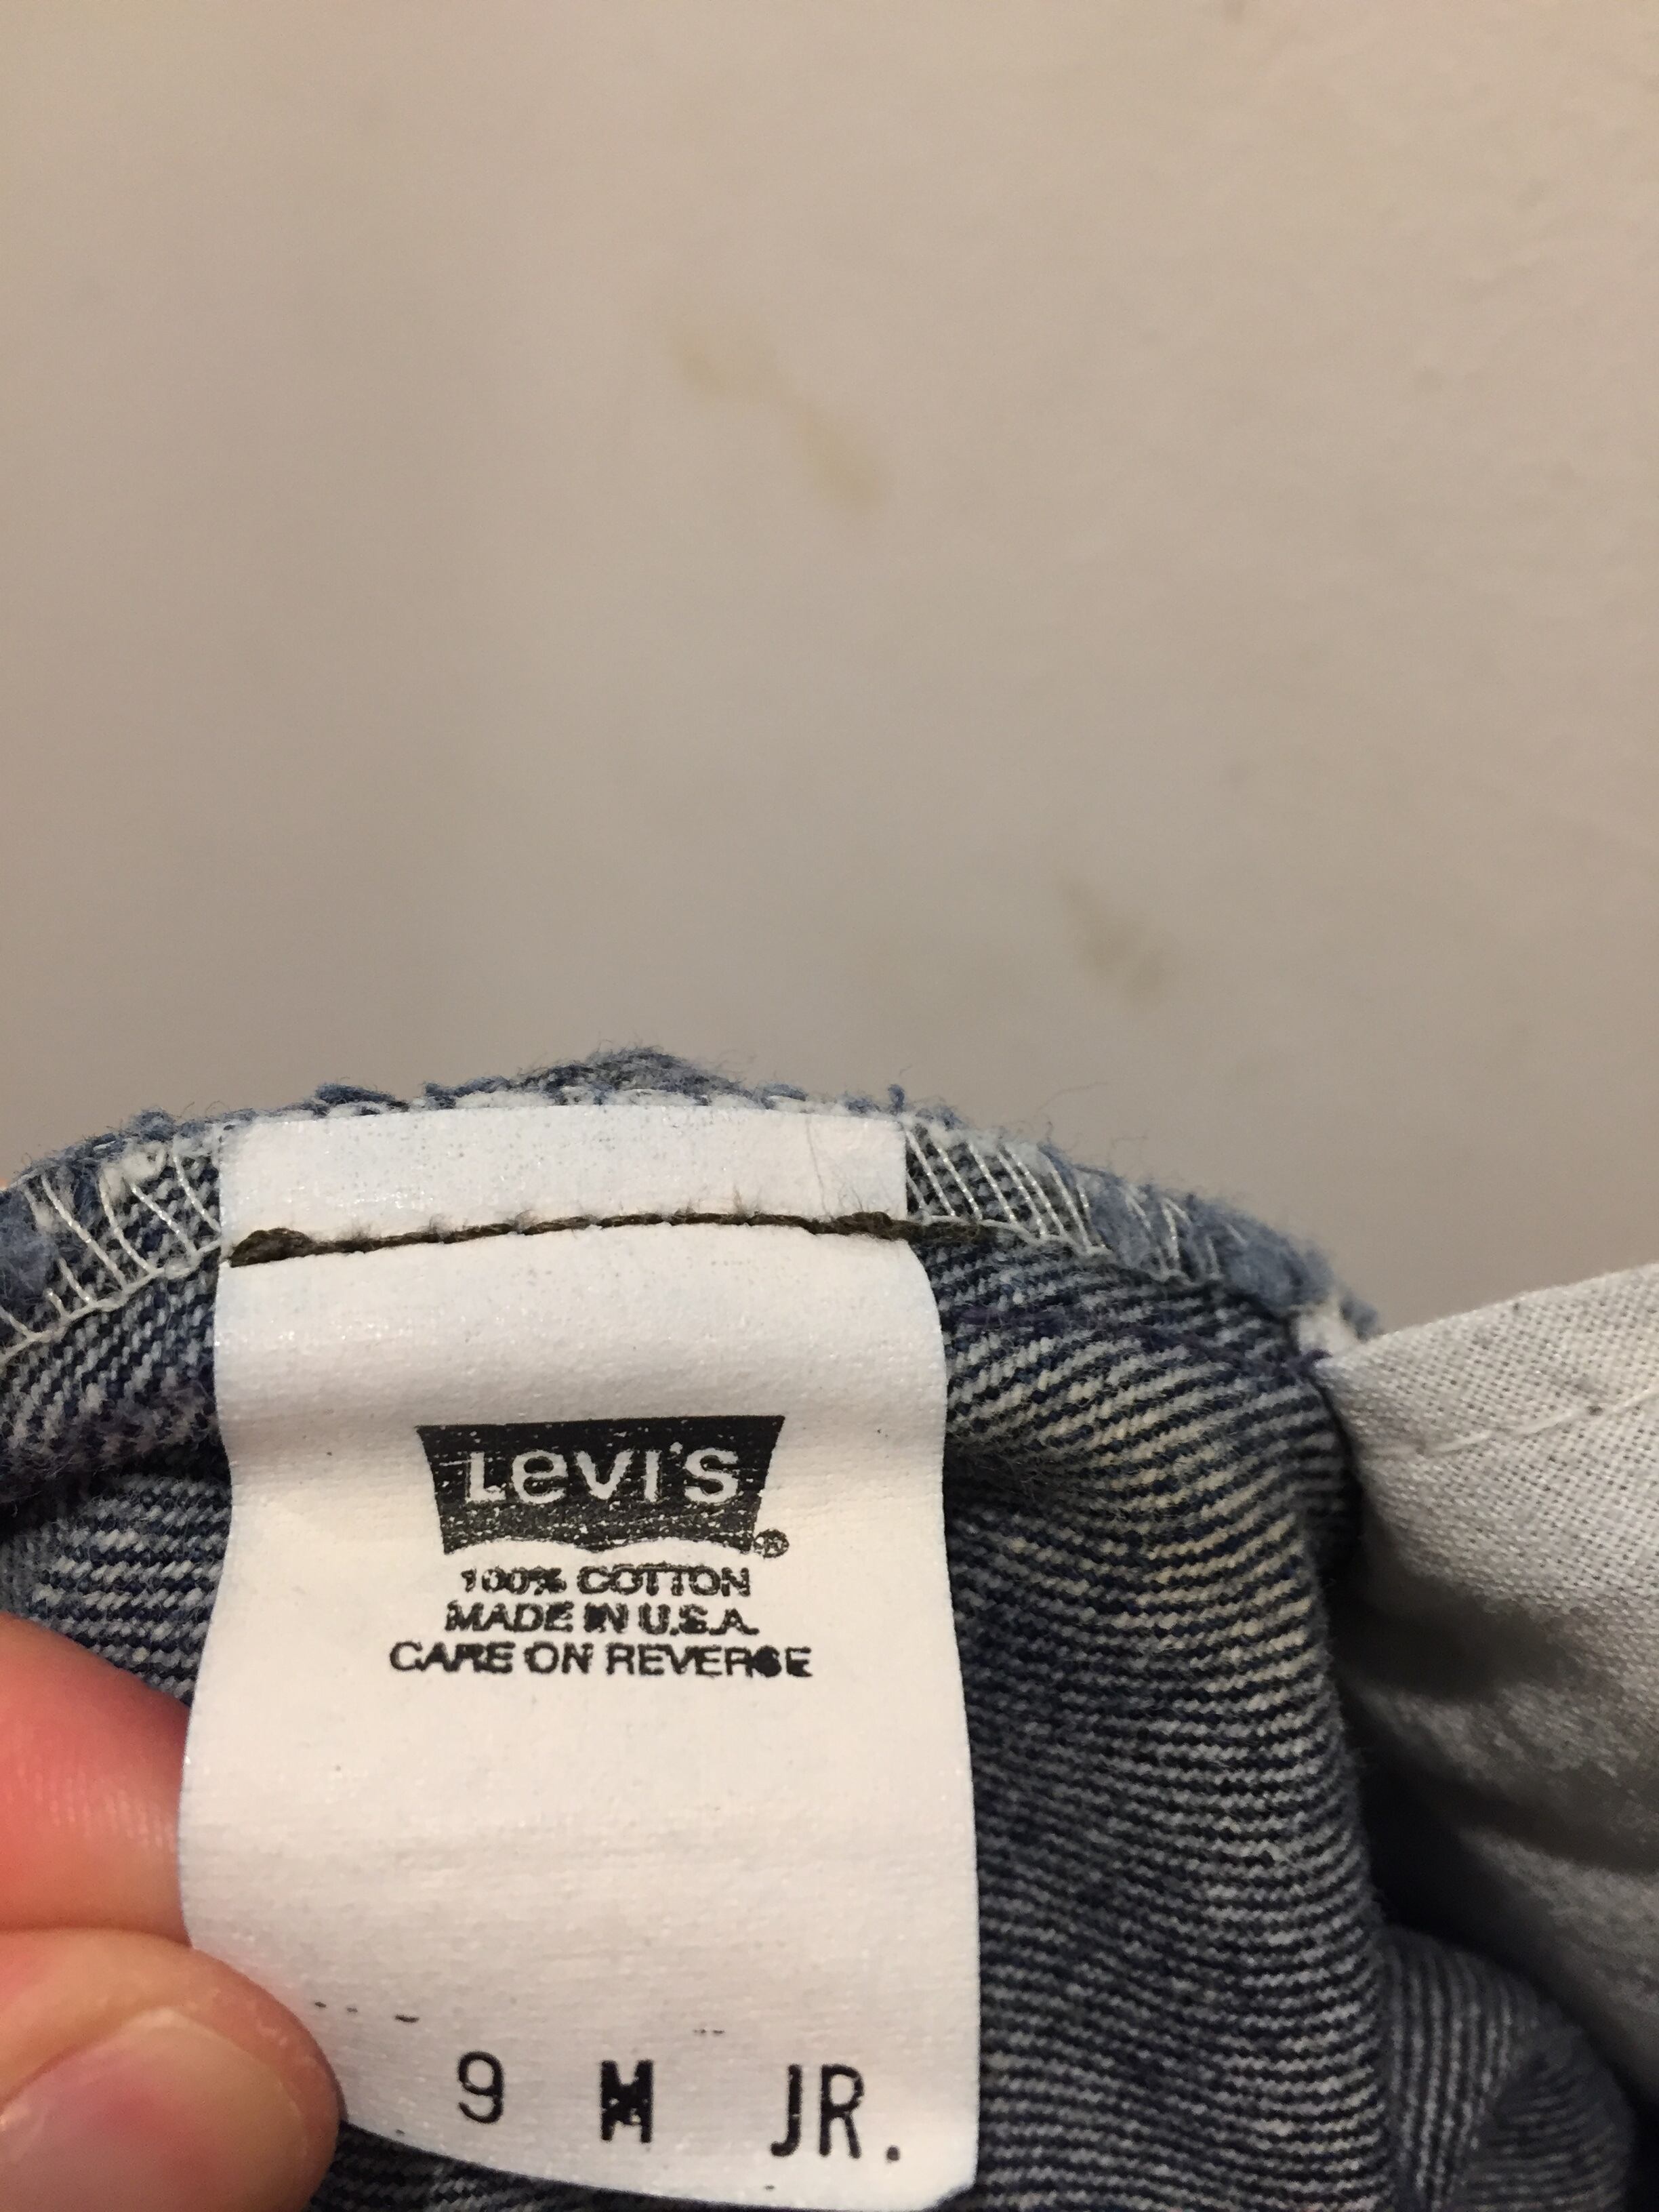 LEVI'S ®
100% COTTON
MADE IN U.S.A.
CARE ON REVERSE
9 M JR.